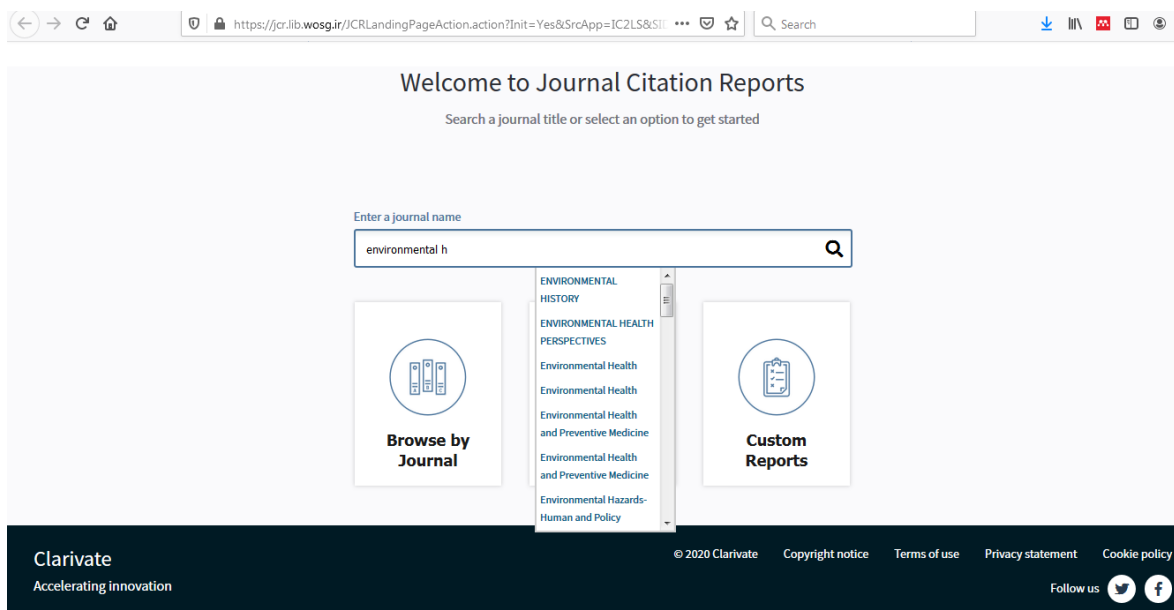 https://jcr.lib.wosg.ir/JCRLandingPageAction.action?Init=Yes&SrcApp=IC2LS&SI
Search
Welcome to Journal Citation Reports
Search a journal title or select an option to get started
Enter a journal name
environmental h
ENVIRONMENTAL
HISTORY
ENVIRONMENTAL HEALTH
PERSPECTIVES
Environmental Health
Environmental Health
Environmental Health
and Preventive Medicine
Environmental Health
and Preventive Medicine
Environmental Hazards-
Human and Policy
Browse by
Journal
Custom
Reports
Clarivate
Accelerating innovation
© 2020 Clarivate Copyright notice Terms of use Privacy statement Cookie policy
Follow us